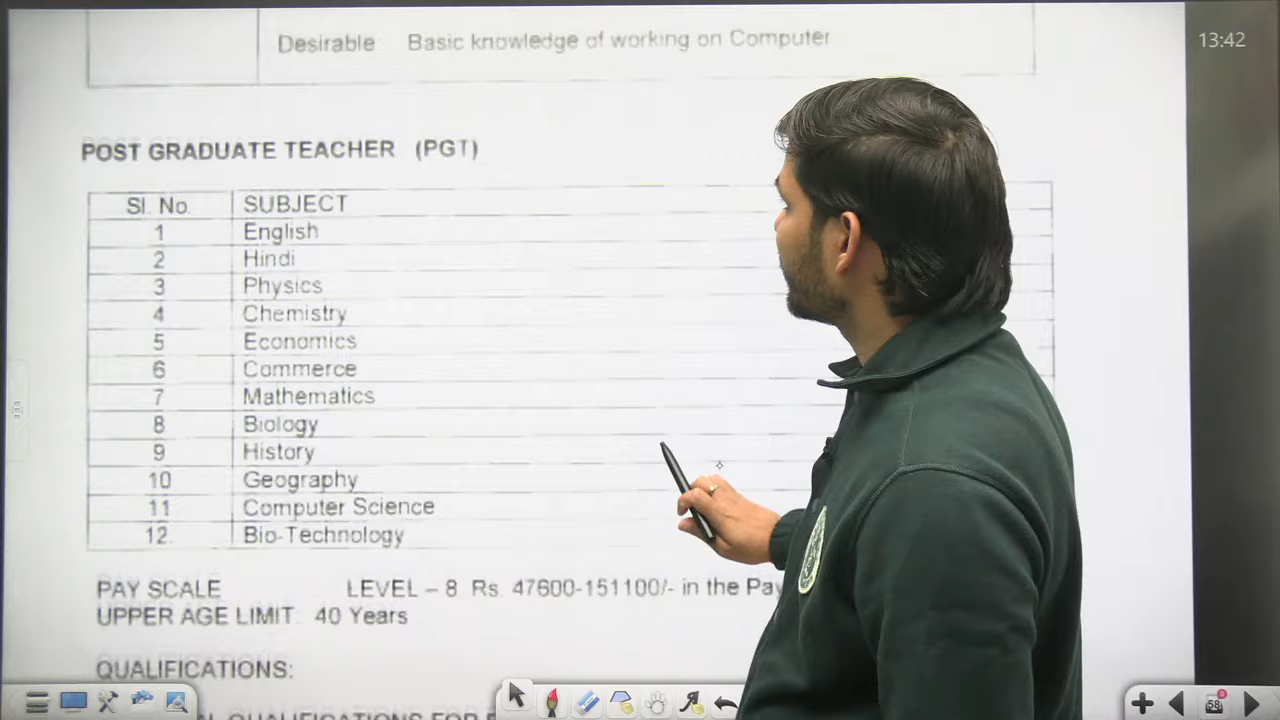 13:42
Desirable Basic knowledge of working on Computer
POST GRADUATE TEACHER (PGT)
Sl. No. SUBJECT
1 English
2 Hindi
3 Physics
4 Chemistry
5 Economics
6 Commerce
7 Mathematics
8 Biology
9 History
10 Geography
11 Computer Science
12. Bio-Technology
PAY SCALE LEVEL – 8 Rs. 47600-151100/- in the Pay
UPPER AGE LIMIT: 40 Years
QUALIFICATIONS:
QUALIFICATIONS FOR
58